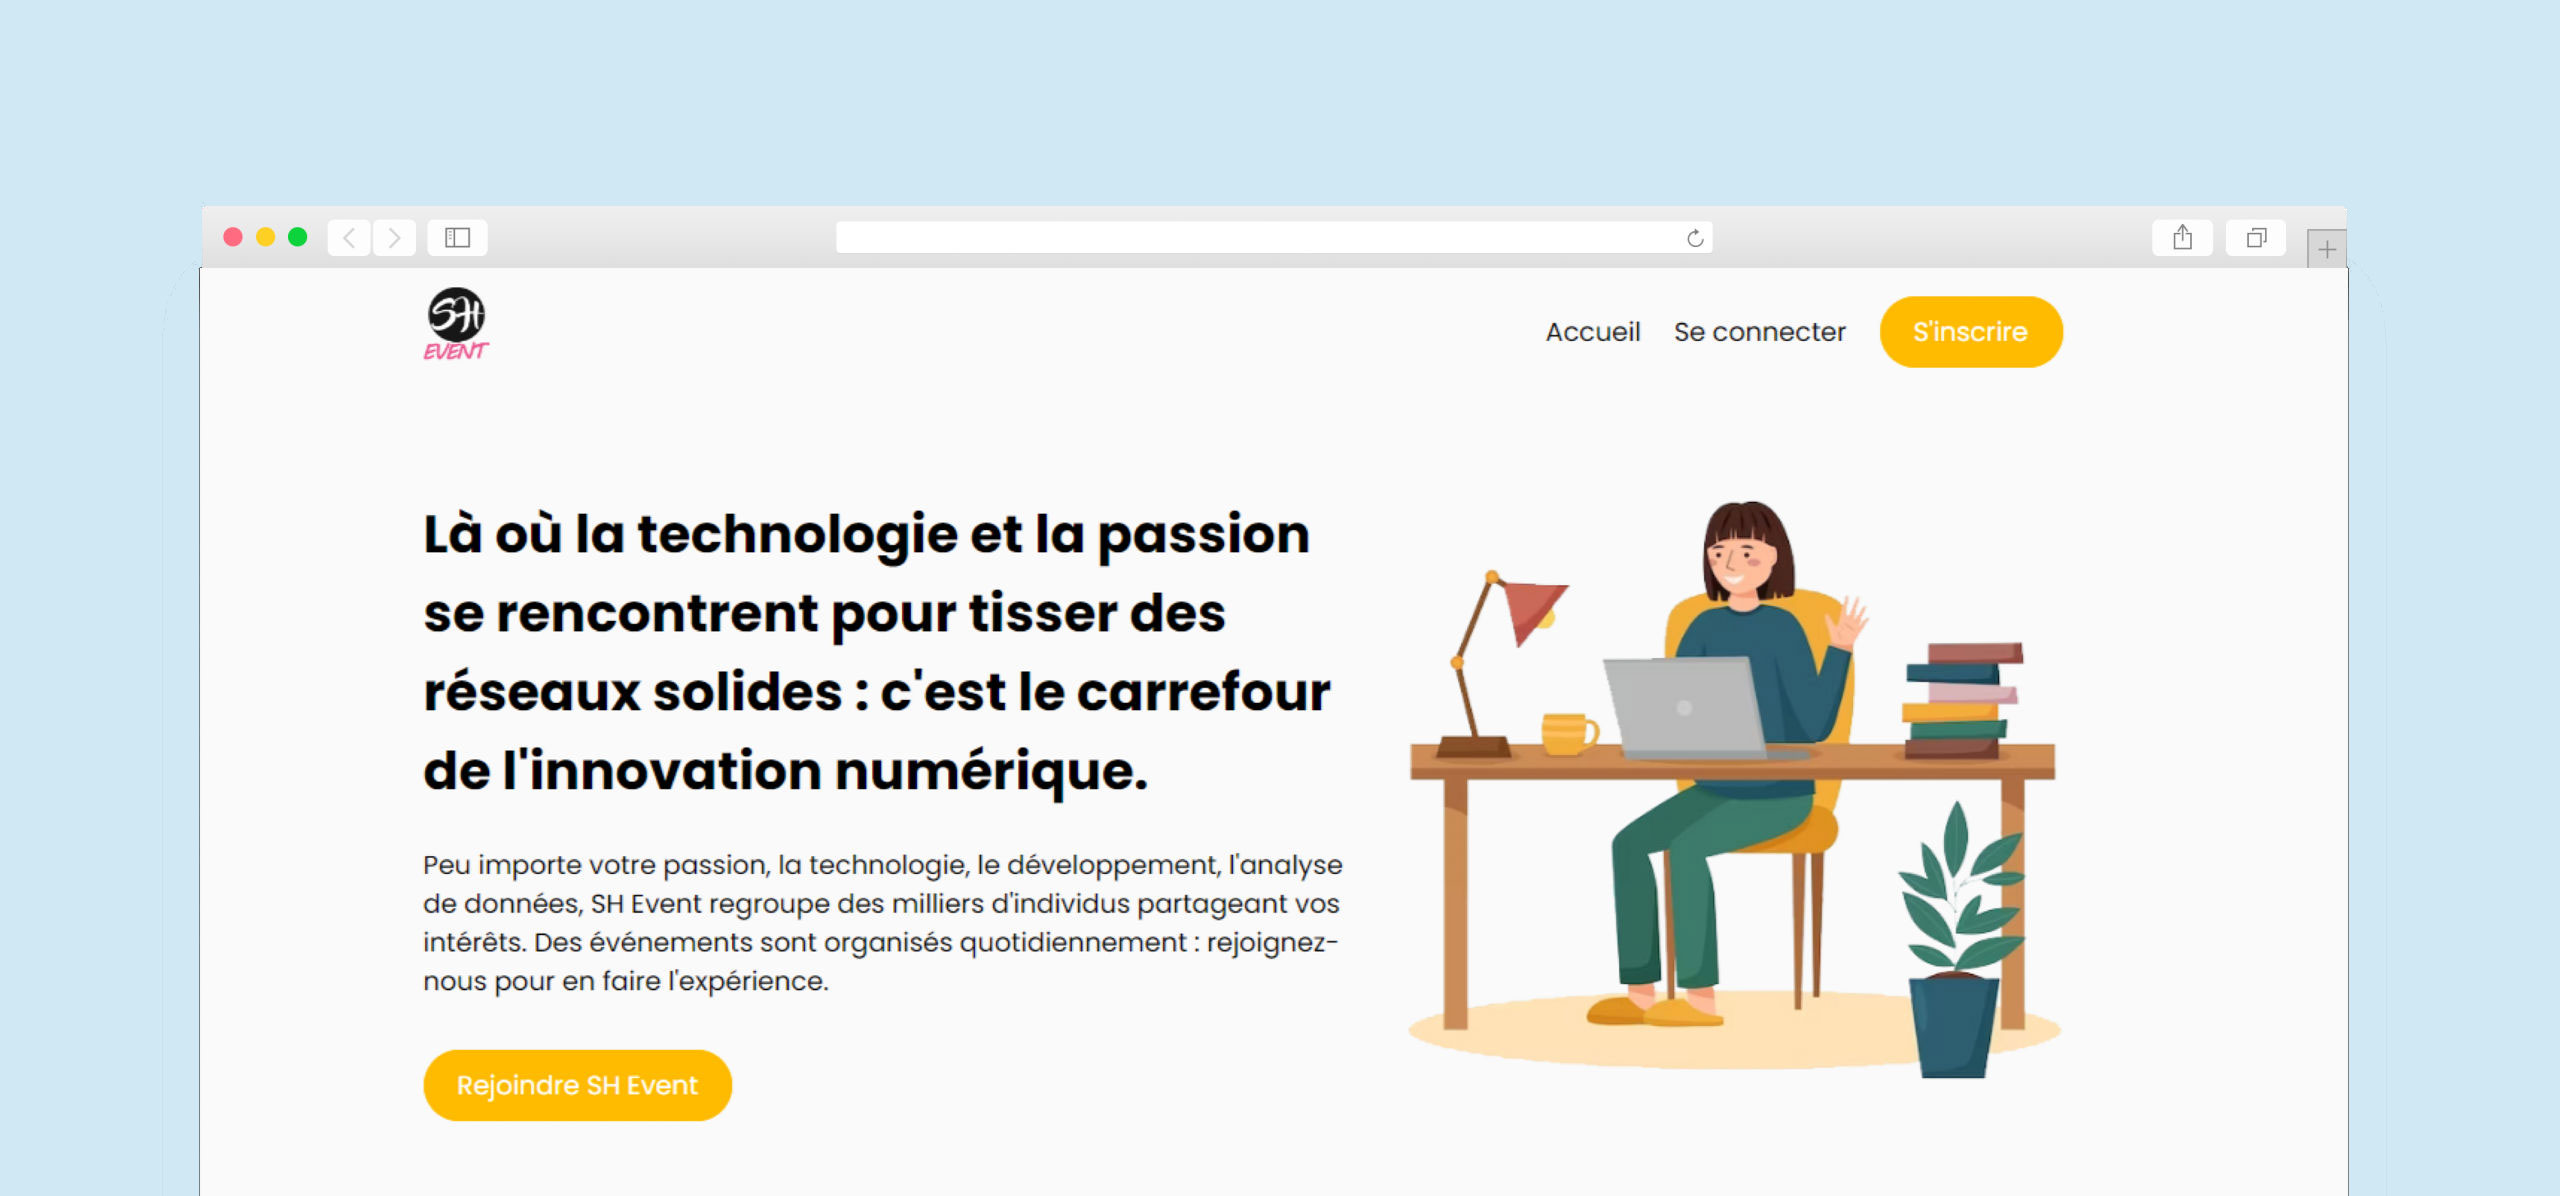 SH
EVENT
Accueil Se connecter S'inscrire
Là où la technologie et la passion
se rencontrent pour tisser des
réseaux solides : c'est le carrefour
de l'innovation numérique.
Peu importe votre passion, la technologie, le développement, l'analyse
de données, SH Event regroupe des milliers d'individus partageant vos
intérêts. Des événements sont organisés quotidiennement : rejoignez-
nous pour en faire l'expérience.
Rejoindre SH Event